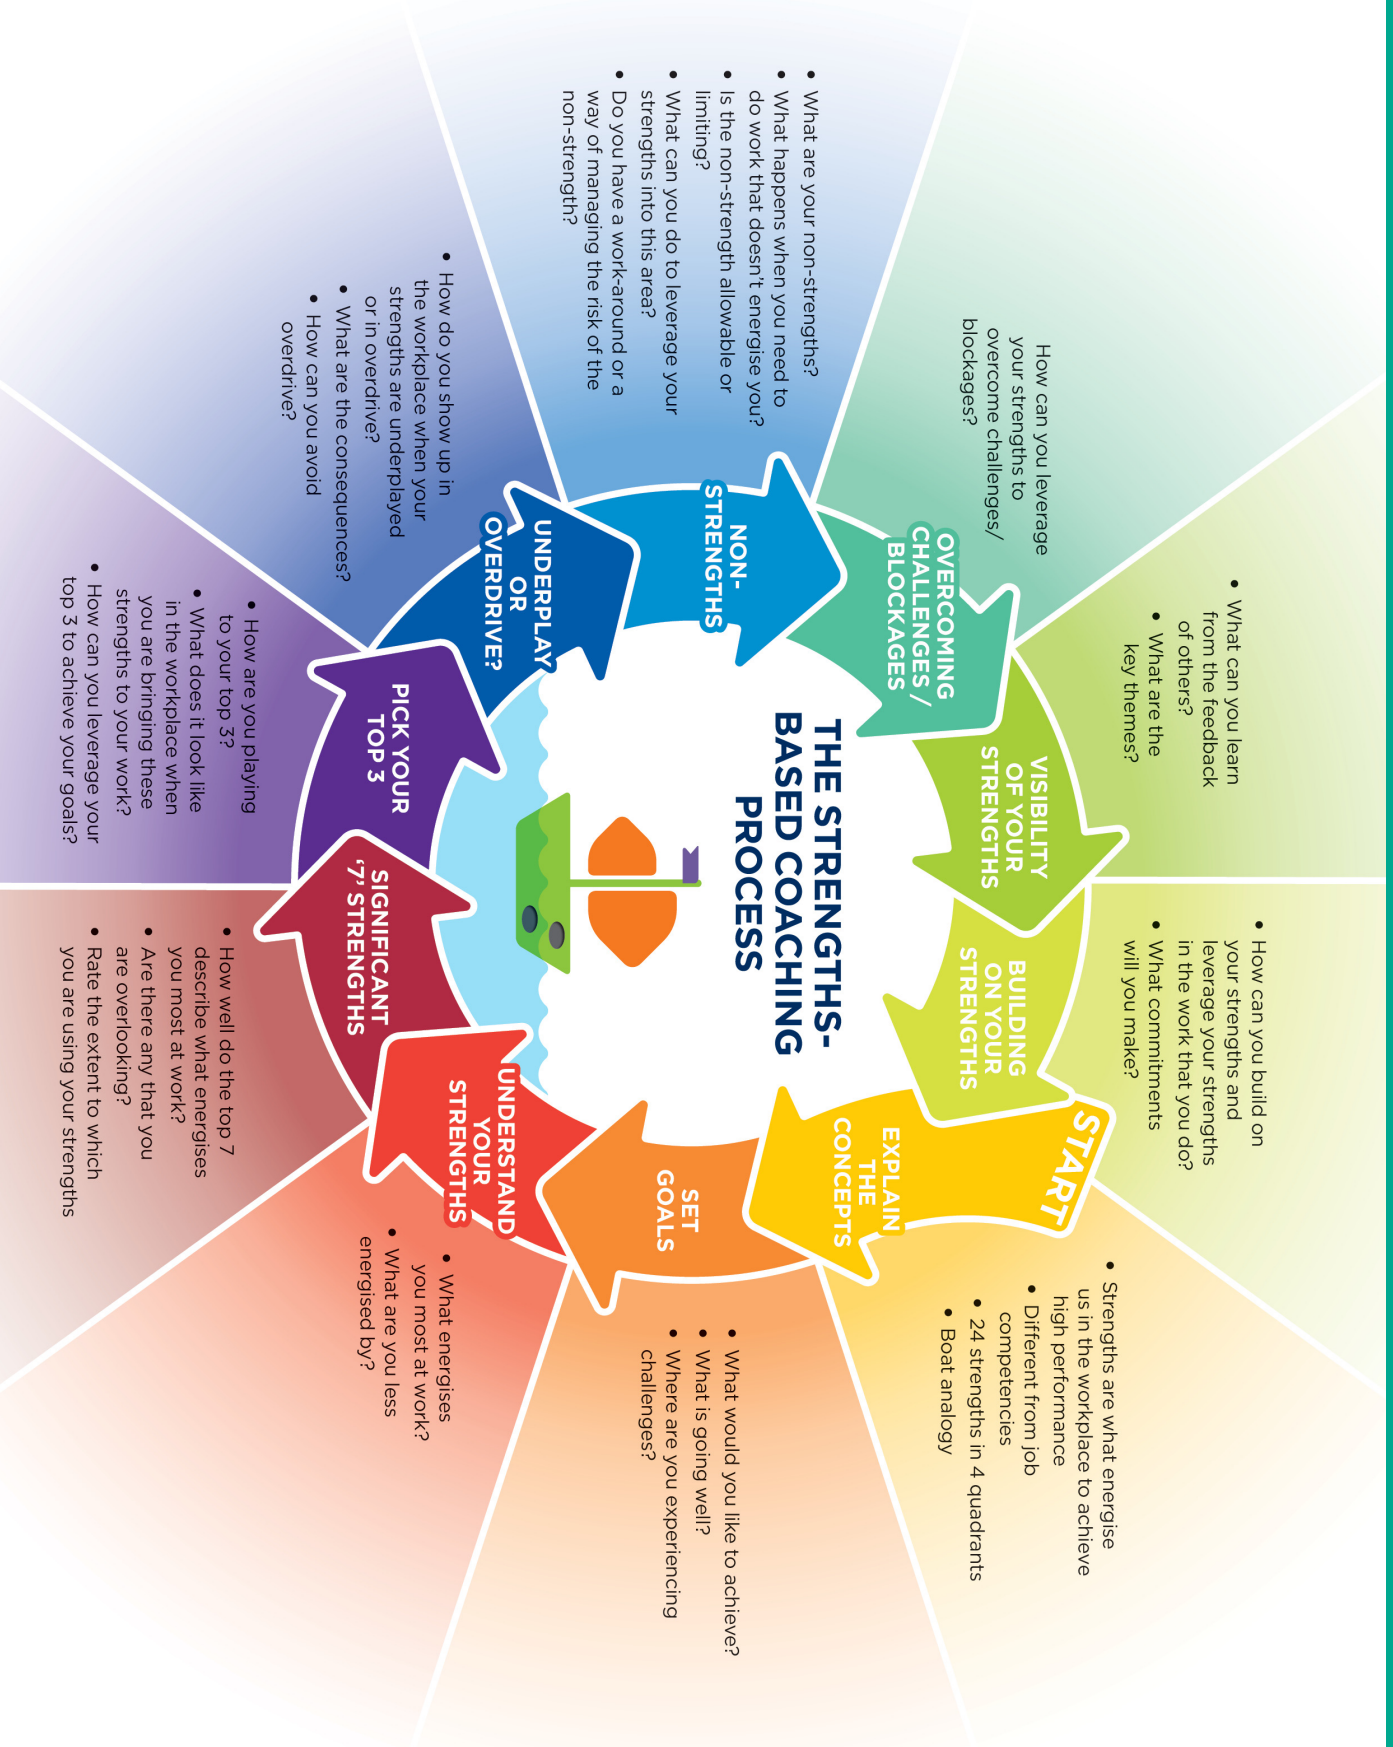 THE STRENGTHS-
BASED COACHING
PROCESS
START
EXPLAIN
THE
CONCEPTS
• Strengths are what energise
us in the workplace to achieve
high performance
• Different from job
competencies
• 24 strengths in 4 quadrants
• Boat analogy
SET
GOALS
• What would you like to achieve?
• What is going well?
• Where are you experiencing
challenges?
UNDERSTAND
YOUR
STRENGTHS
• What energises
you most at work?
• What are you less
energised by?
SIGNIFICANT
‘7’ STRENGTHS
• How well do the top 7
describe what energises
you most at work?
• Are there any that you
are overlooking?
• Rate the extent to which
you are using your strengths
PICK YOUR
TOP 3
• How are you playing
to your top 3?
• What does it look like
in the workplace when
you are bringing these
strengths to your work?
• How can you leverage your
top 3 to achieve your goals?
UNDERPLAY
OR
OVERDRIVE?
• How do you show up in
the workplace when your
strengths are underplayed
or in overdrive?
• What are the consequences?
• How can you avoid
overdrive?
NON-
STRENGTHS
• What are your non-strengths?
• What happens when you need to
do work that doesn’t energise you?
• Is the non-strength allowable or
limiting?
• What can you do to leverage your
strengths into this area?
• Do you have a work-around or a
way of managing the risk of the
non-strength?
OVERCOMING
CHALLENGES /
BLOCKAGES
How can you leverage
your strengths to
overcome challenges/
blockages?
VISIBILITY
OF YOUR
STRENGTHS
• What can you learn
from the feedback
of others?
• What are the
key themes?
BUILDING
ON YOUR
STRENGTHS
• How can you build on
your strengths and
leverage your strengths
in the work that you do?
• What commitments
will you make?